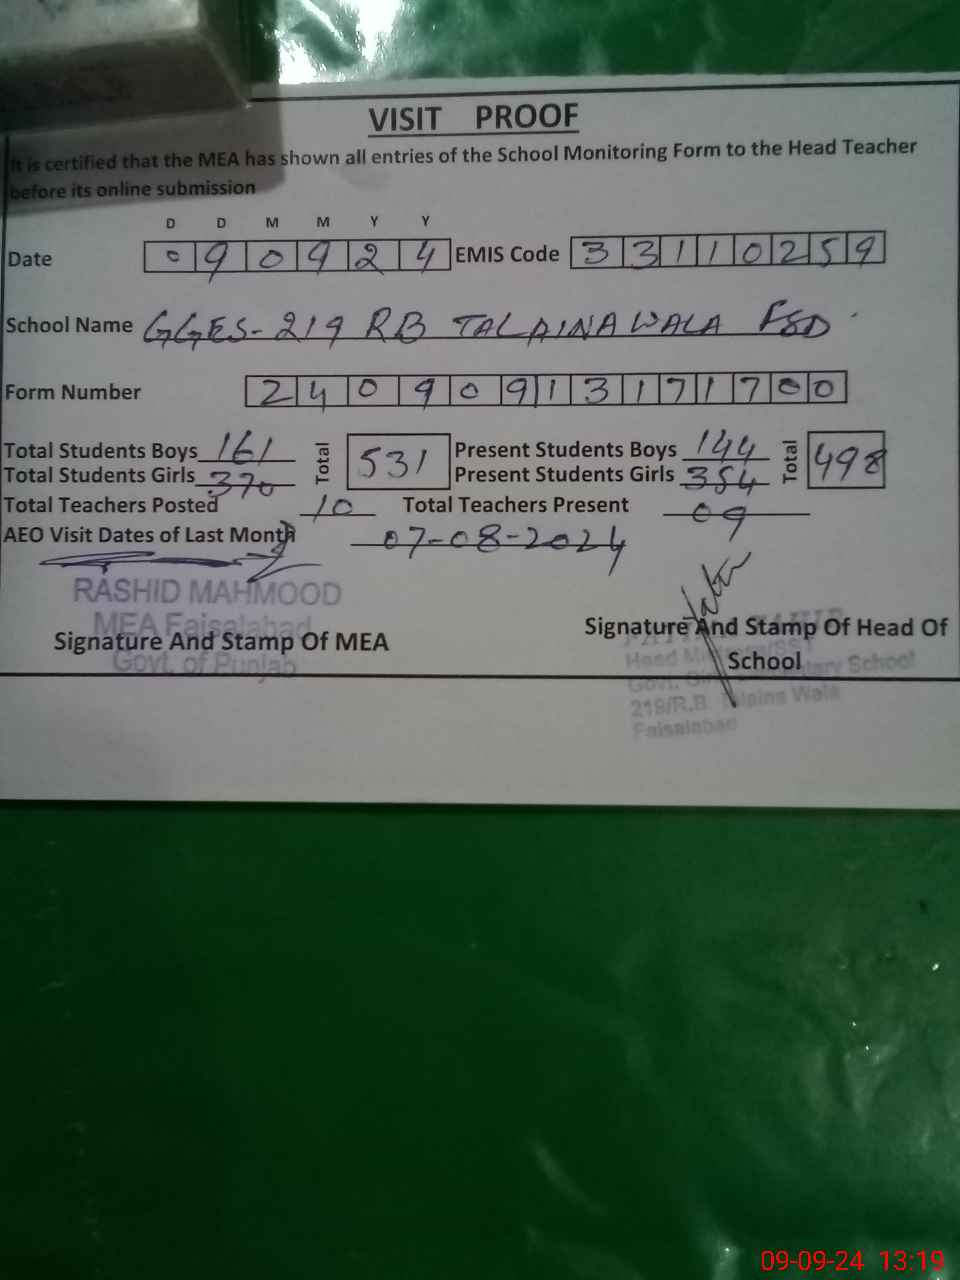 VISIT PROOF
It is certified that the MEA has shown all entries of the School Monitoring Form to the Head Teacher
before its online submission
D D M M Y Y
Date 0 9 0 9 2 4 EMIS Code 3 3 1 1 0 2 5 9
School Name GGES-219 RB TALAINAWALA FSD
Form Number 2 4 0 9 0 9 1 3 1 7 0 0
Total Students Boys 161 Total 531 Present Students Boys 144 Total 498
Total Students Girls 370 Present Students Girls 354
Total Teachers Posted 10 Total Teachers Present 09
AEO Visit Dates of Last Month 07-08-2024
RASHID MAHMOOD
MEA Faisalabad
Govt. of Punjab
Signature And Stamp Of MEA
Signature And Stamp Of Head Of
School
Govt. Elementary School
219/R.B. Talaina Wala
Faisalabad
09-09-24 13:19